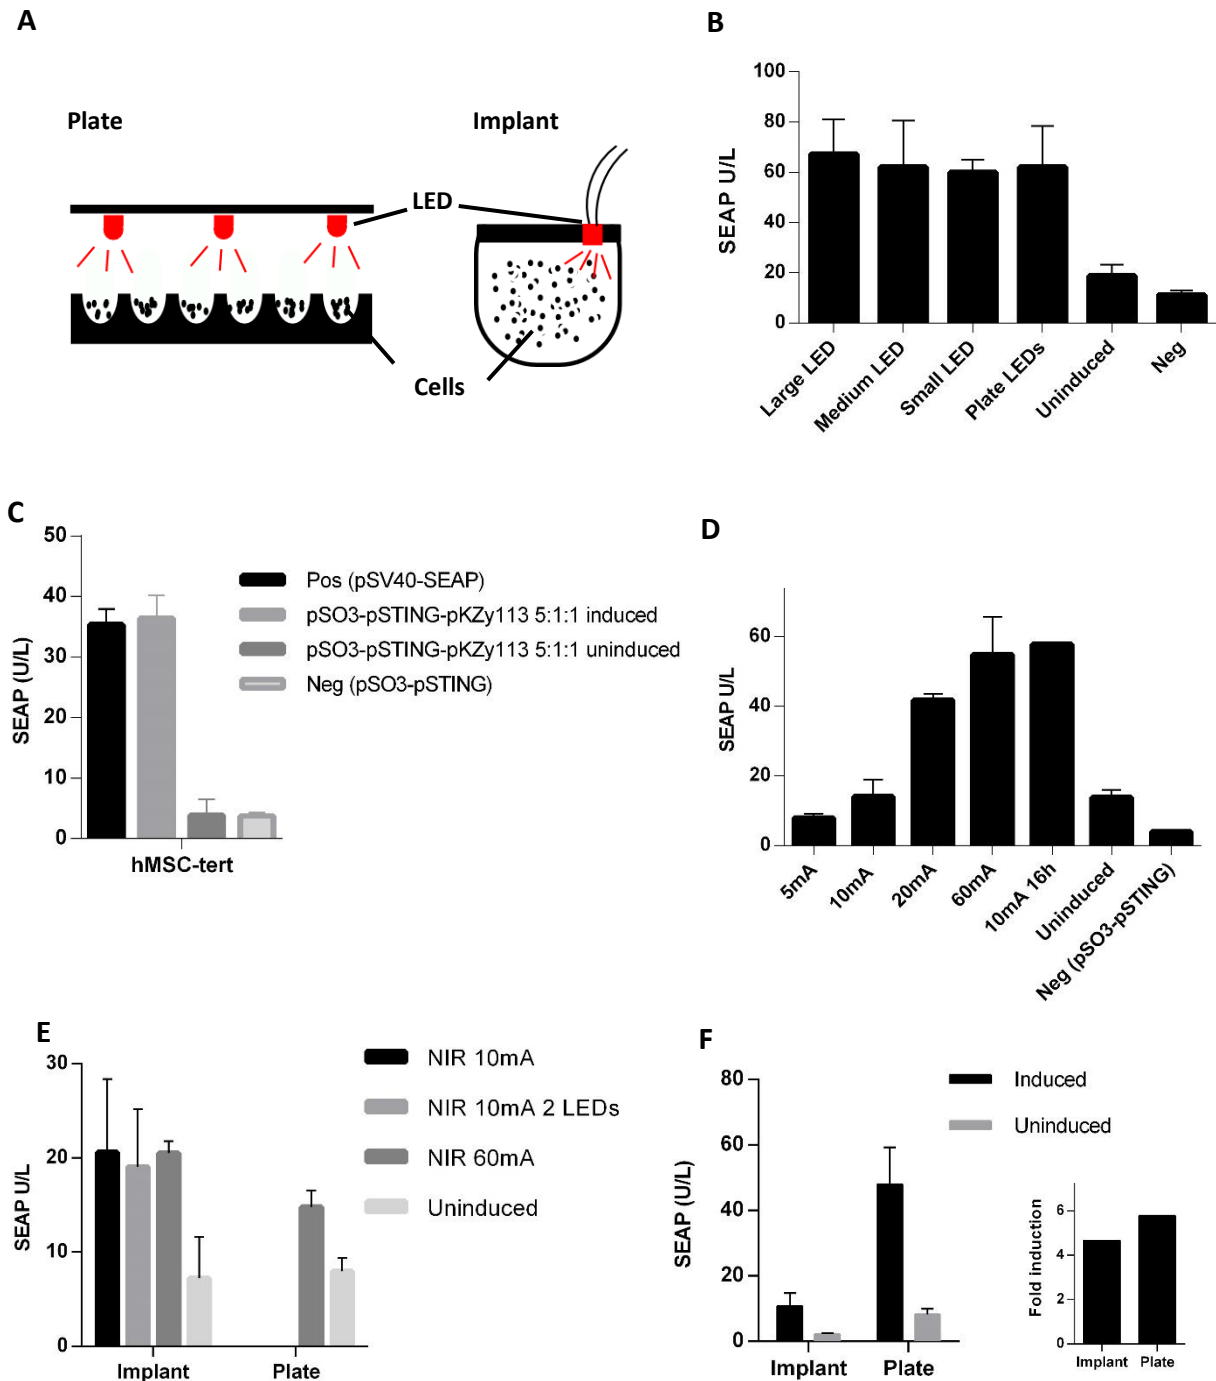 A
Plate
Implant
LED
Cells
B
SEAP U/L
100
80
60
40
20
0
Large LED
Medium LED
Small LED
Plate LEDs
Uninduced
Neg
C
SEAP (U/L)
50
40
30
20
10
0
hMSC-tert
Pos (pSV40-SEAP)
pSO3-pSTING-pKZy113 5:1:1 induced
pSO3-pSTING-pKZy113 5:1:1 uninduced
Neg (pSO3-pSTING)
D
SEAP U/L
60
40
20
0
5mA
10mA
20mA
60mA
10mA 16h
Uninduced
Neg (pSO3-pSTING)
E
SEAP U/L
30
20
10
0
Implant
Plate
NIR 10mA
NIR 10mA 2 LEDs
NIR 60mA
Uninduced
F
SEAP (U/L)
80
60
40
20
0
Implant
Plate
Induced
Uninduced
Fold induction
6
4
2
0
Implant
Plate